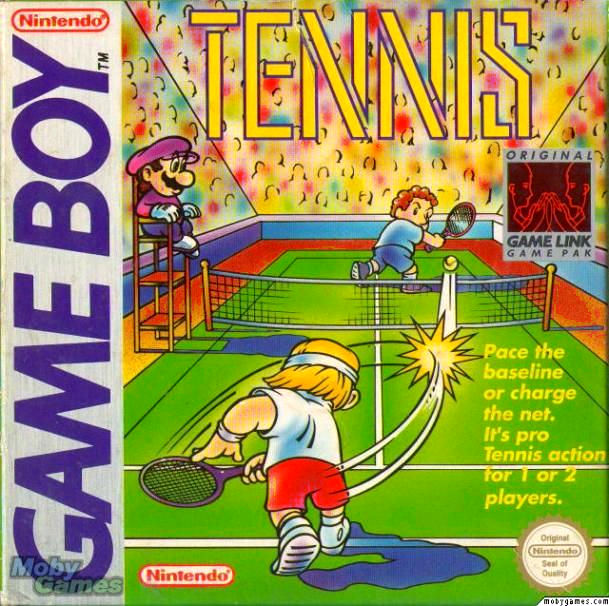 Nintendo®
GAME BOY™
TENNIS
ORIGINAL
GAME LINK
GAME PAK
Pace the
baseline
or charge
the net.
It's pro
Tennis action
for 1 or 2
players.
Original
Nintendo
Seal of
Quality
Moby
Games
Nintendo®
mobygames.com